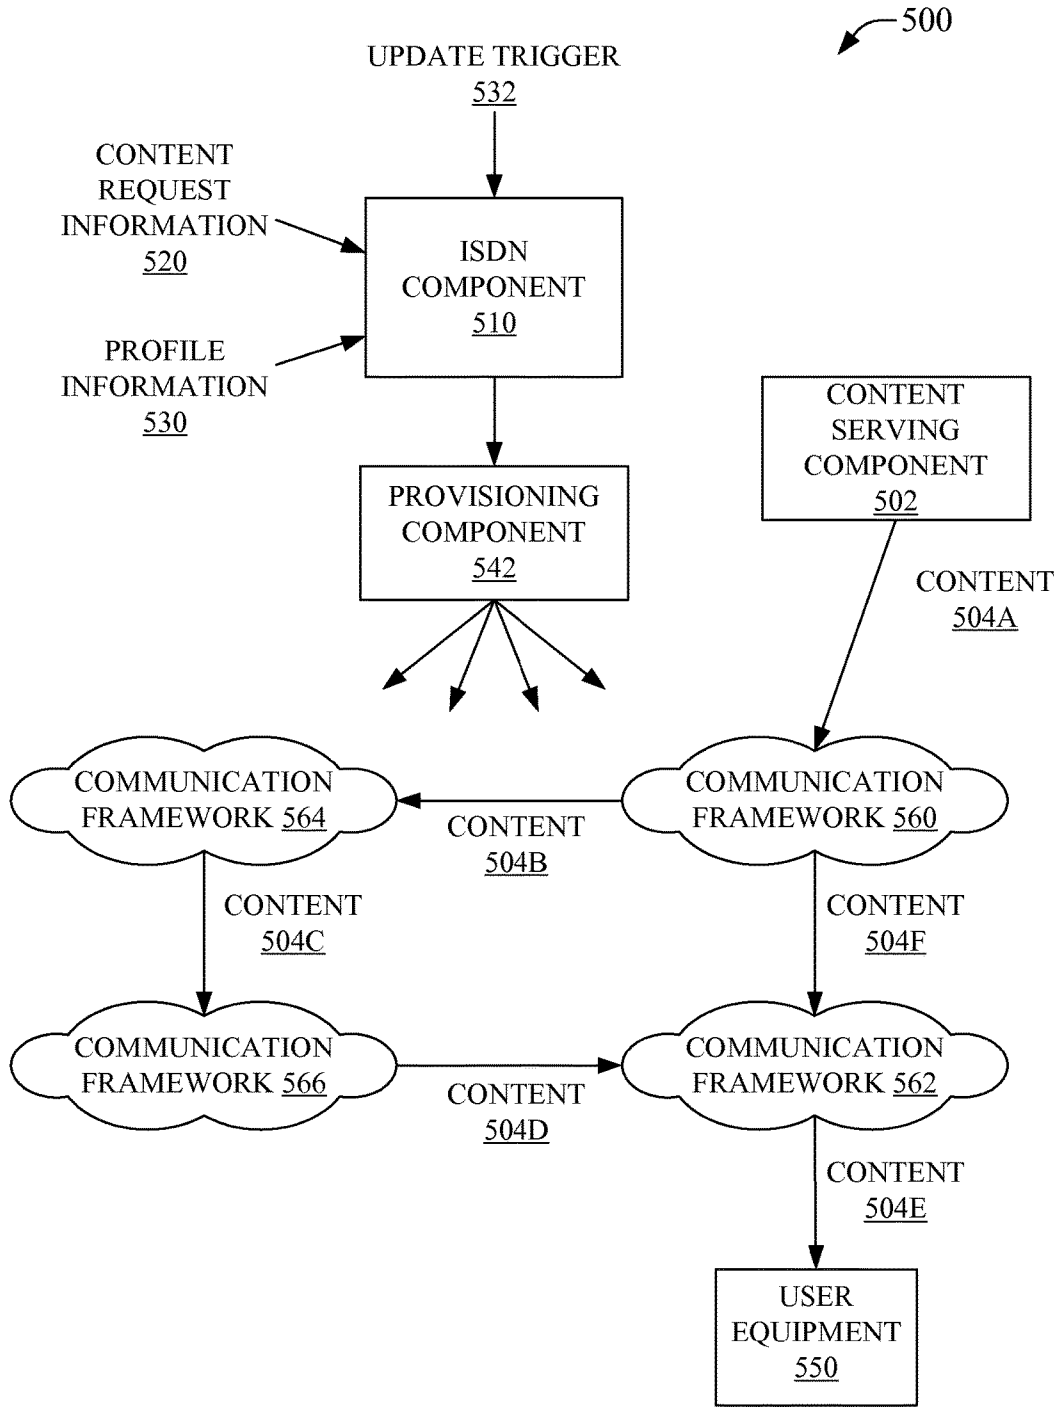 500
UPDATE TRIGGER
532
CONTENT
REQUEST
INFORMATION
520
ISDN
COMPONENT
510
PROFILE
INFORMATION
530
CONTENT
SERVING
COMPONENT
502
PROVISIONING
COMPONENT
542
CONTENT
504A
COMMUNICATION
FRAMEWORK 564
COMMUNICATION
FRAMEWORK 560
CONTENT
504B
CONTENT
504C
CONTENT
504F
COMMUNICATION
FRAMEWORK 566
COMMUNICATION
FRAMEWORK 562
CONTENT
504D
CONTENT
504E
USER
EQUIPMENT
550